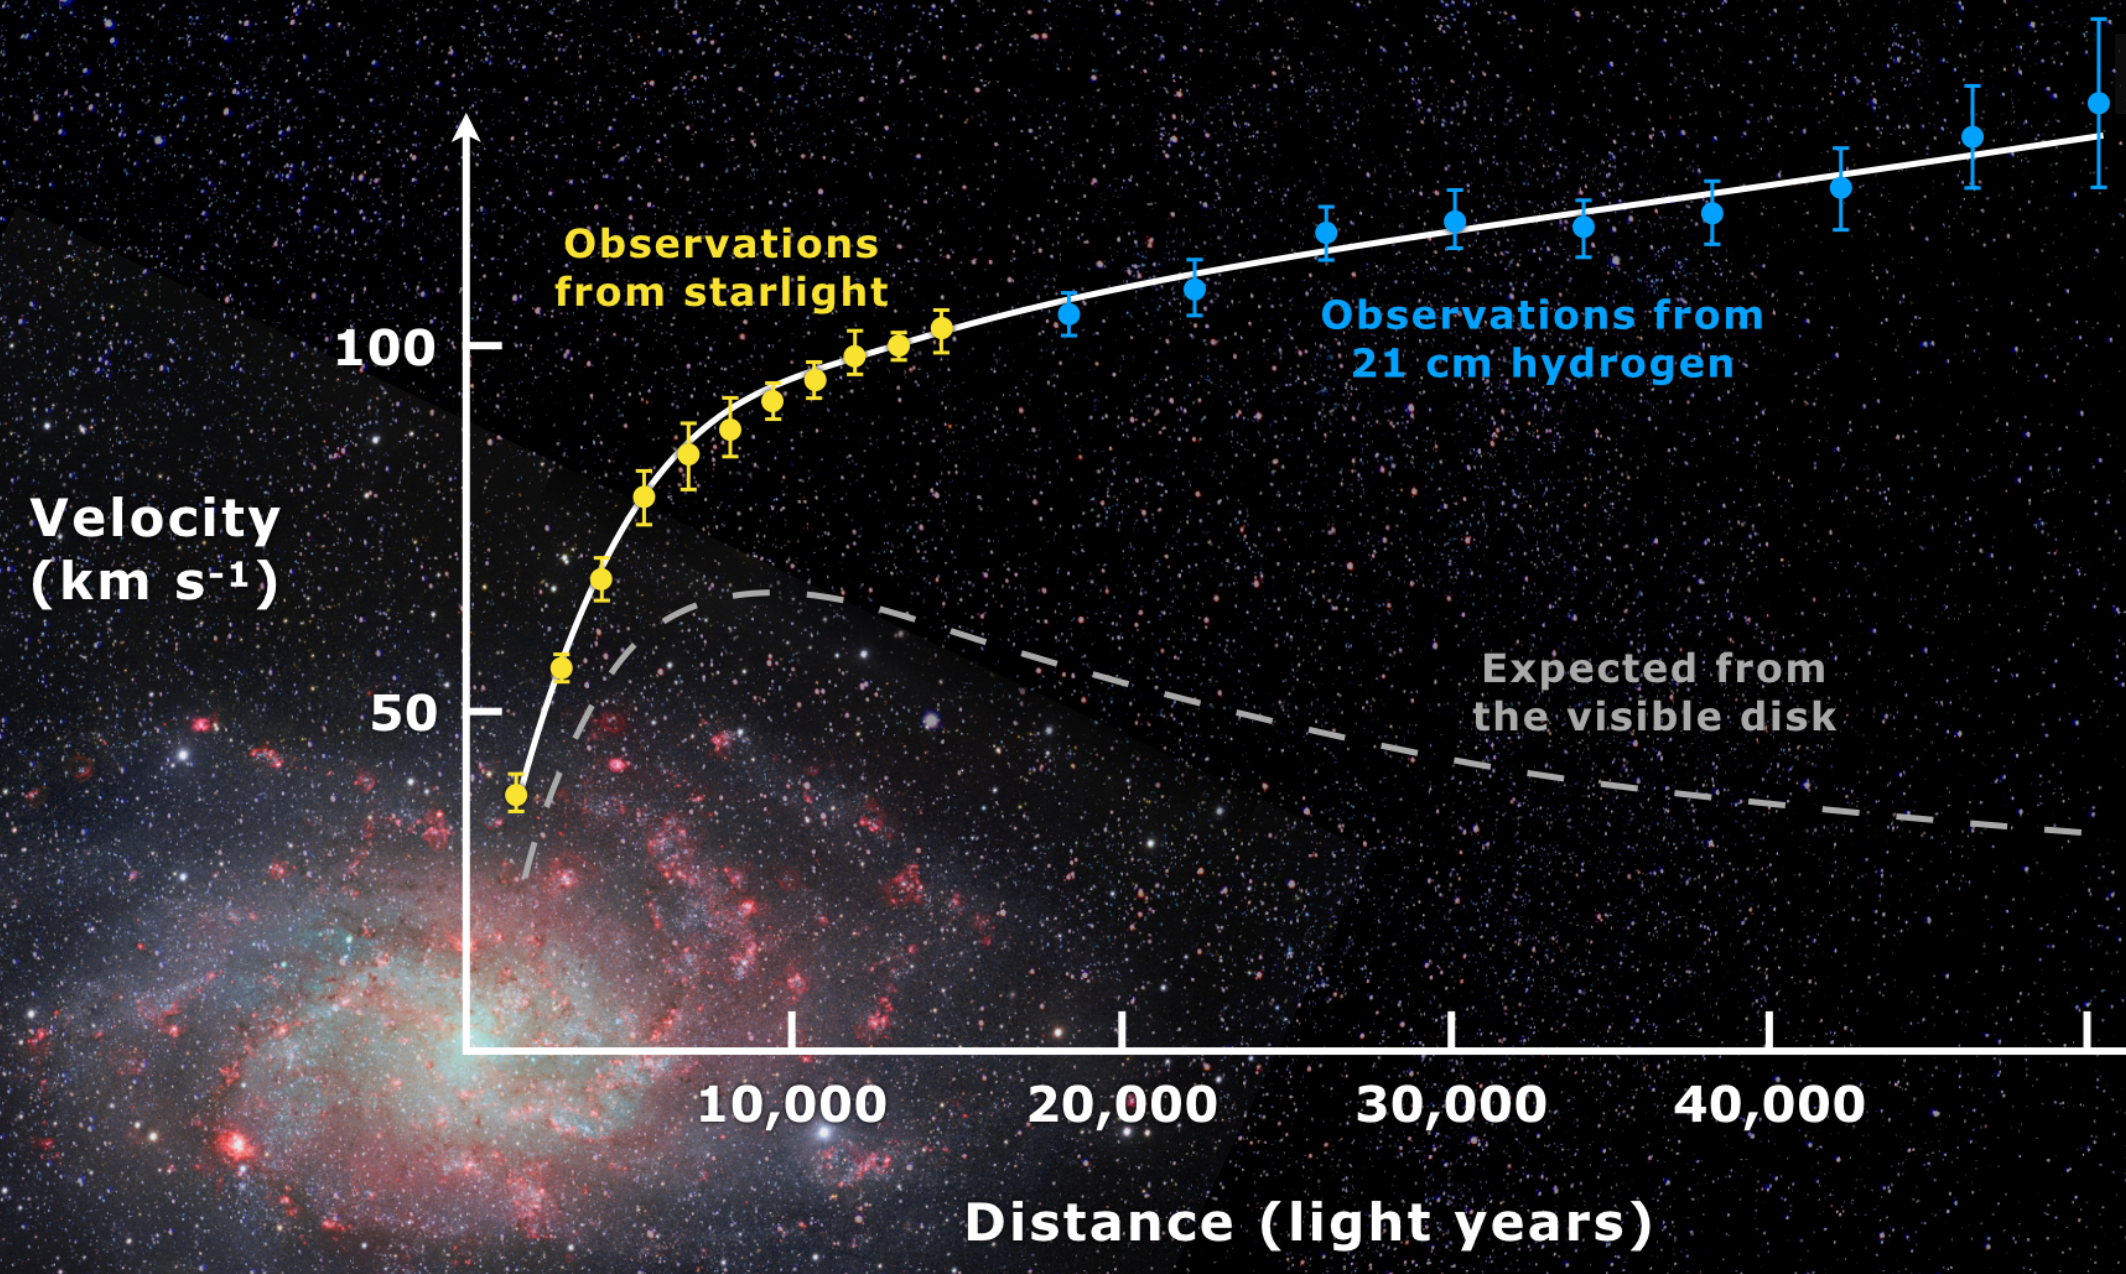 Observations
from starlight
100
Observations from
21 cm hydrogen
Velocity
(km s⁻¹)
Expected from
the visible disk
50
10,000
20,000
30,000
40,000
Distance (light years)